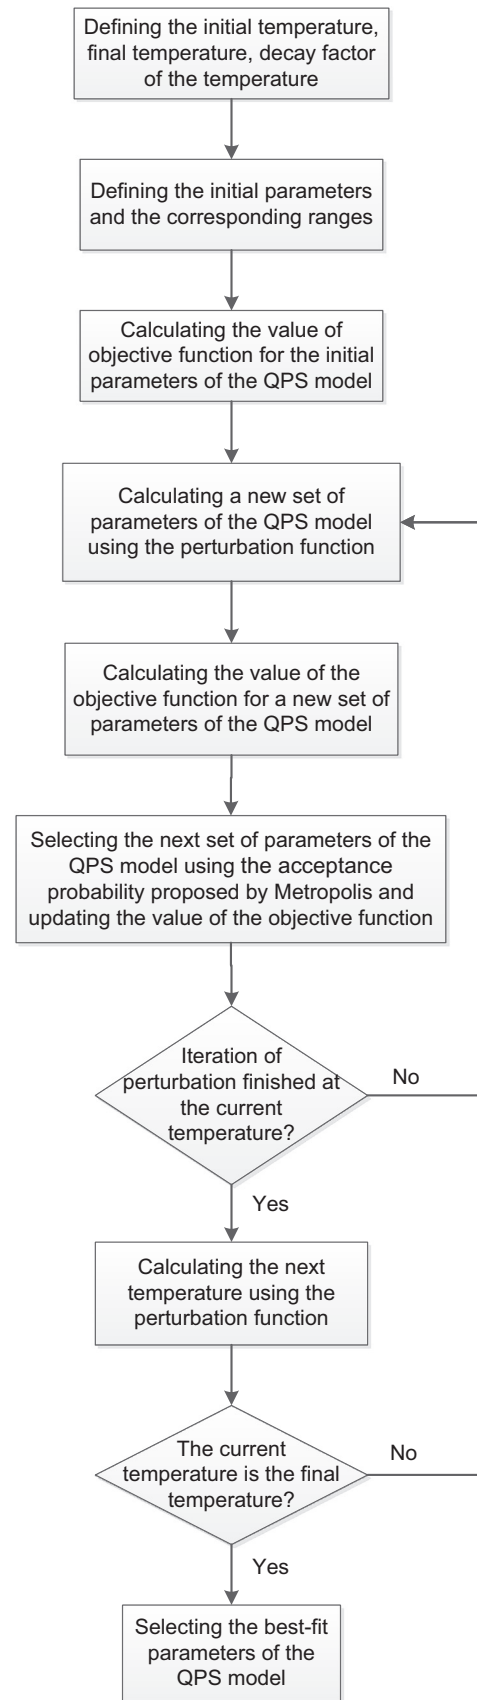 Defining the initial temperature,
final temperature, decay factor
of the temperature
Defining the initial parameters
and the corresponding ranges
Calculating the value of
objective function for the initial
parameters of the QPS model
Calculating a new set of
parameters of the QPS model
using the perturbation function
Calculating the value of the
objective function for a new set of
parameters of the QPS model
Selecting the next set of parameters of the
QPS model using the acceptance
probability proposed by Metropolis and
updating the value of the objective function
Iteration of
perturbation finished at
the current
temperature?
No
Yes
Calculating the next
temperature using the
perturbation function
The current
temperature is the final
temperature?
No
Yes
Selecting the best-fit
parameters of the
QPS model